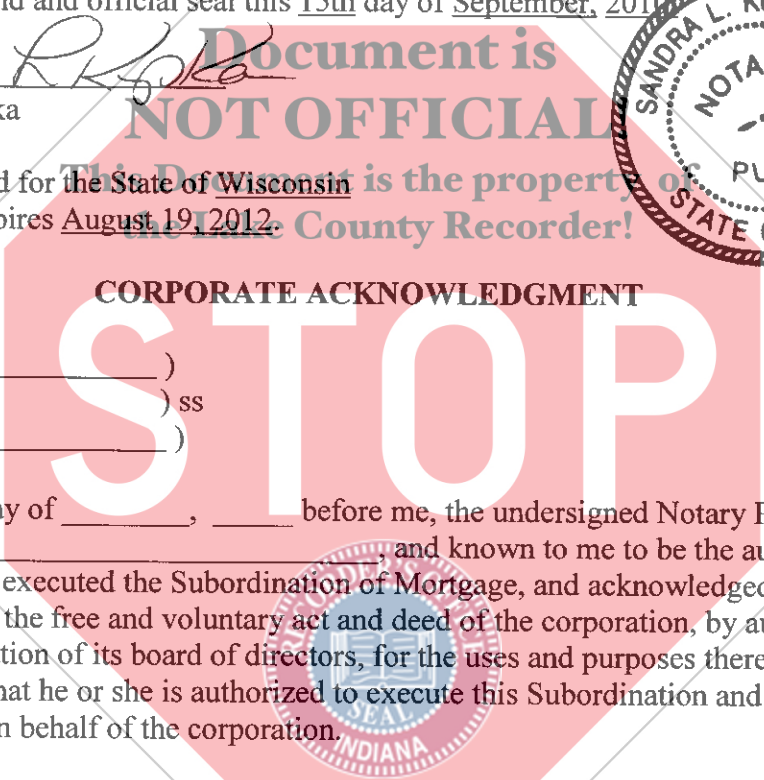 nd and official seal this 15th day of September, 201
Document is
NOT OFFICIAL
ka
This Document is the property of
d for the State of Wisconsin
the Lake County Recorder!
pires August 19, 2012.
SANDRA L.
NOTA
PU
STATE
CORPORATE ACKNOWLEDGMENT
STOP
)
) ss
)
ay of ________, _____ before me, the undersigned Notary P
, and known to me to be the au
executed the Subordination of Mortgage, and acknowledged
the free and voluntary act and deed of the corporation, by au
tion of its board of directors, for the uses and purposes there
hat he or she is authorized to execute this Subordination and
n behalf of the corporation.
SEAL
INDIANA